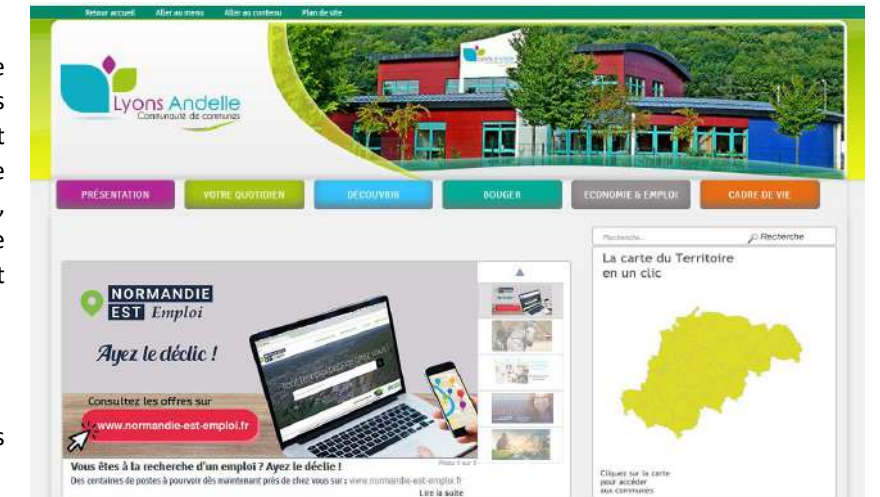 Retour accueil Aller au menu Aller au contenu Plan de site
Lyons Andelle
Communauté de communes
PRÉSENTATION VOTRE QUOTIDIEN DÉCOUVRIR BOUGER ECONOMIE & EMPLOI CADRE DE VIE
Recherche... Recherche
La carte du Territoire
en un clic
NORMANDIE
EST Emploi
Ayez le déclic !
Consultez les offres sur
www.normandie-est-emploi.fr
Vous êtes à la recherche d'un emploi ? Ayez le déclic !
Des centaines de postes à pourvoir dès maintenant près de chez vous sur : www.normandie-est-emploi.fr
Lire la suite
Cliquez sur la carte
pour accéder
aux communes
e
s
t
e
,
e
t
s